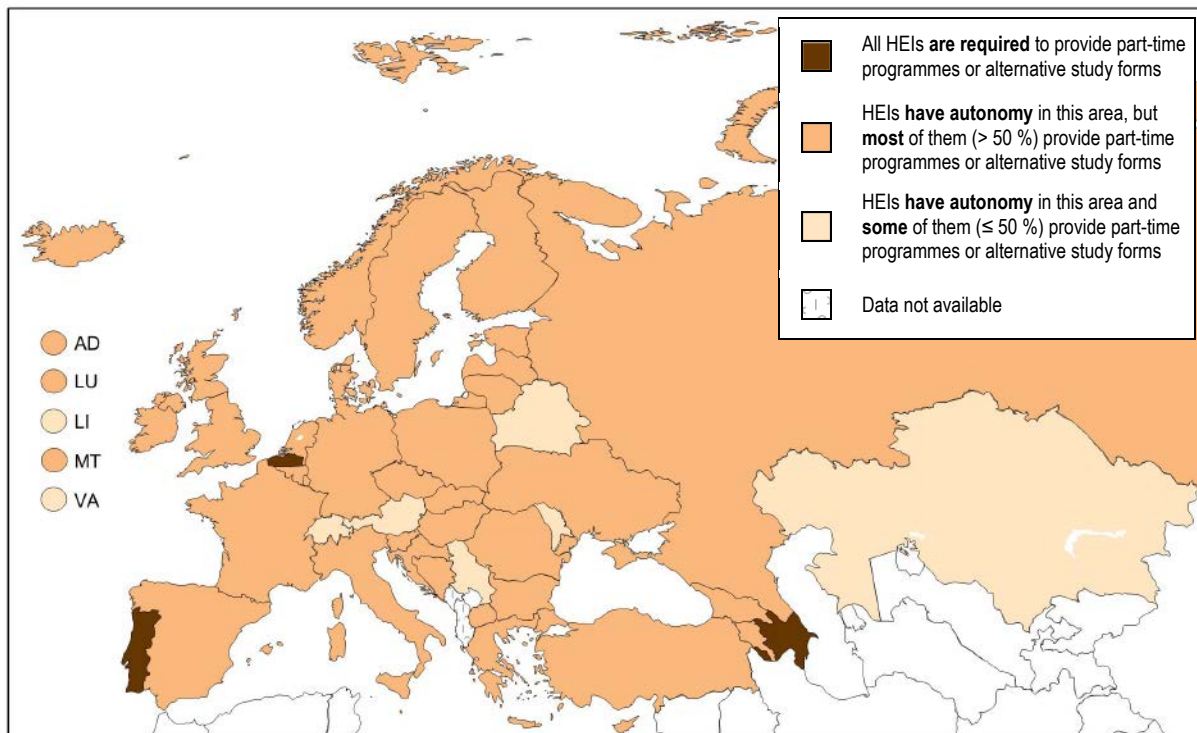 All HEIs are required to provide part-time
programmes or alternative study forms
HEIs have autonomy in this area, but
most of them (> 50 %) provide part-time
programmes or alternative study forms
HEIs have autonomy in this area and
some of them (≤ 50 %) provide part-time
programmes or alternative study forms
Data not available
AD
LU
LI
MT
VA